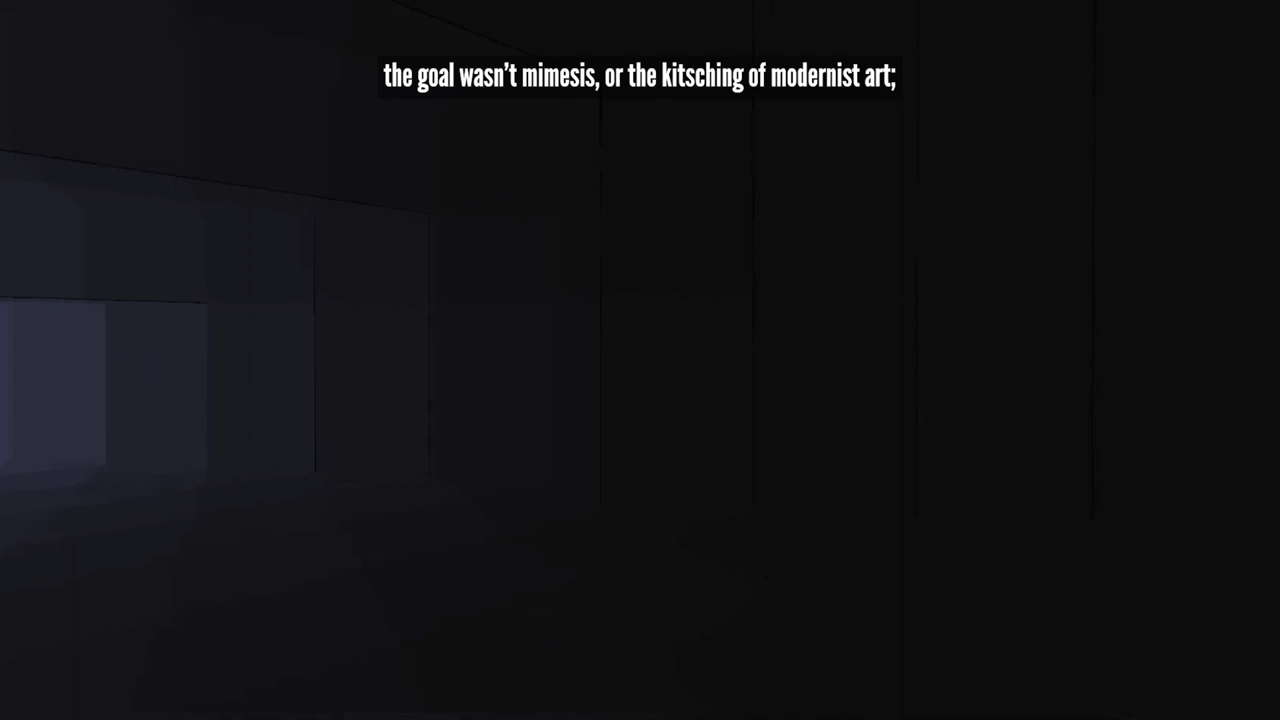 the goal wasn’t mimesis, or the kitsching of modernist art;